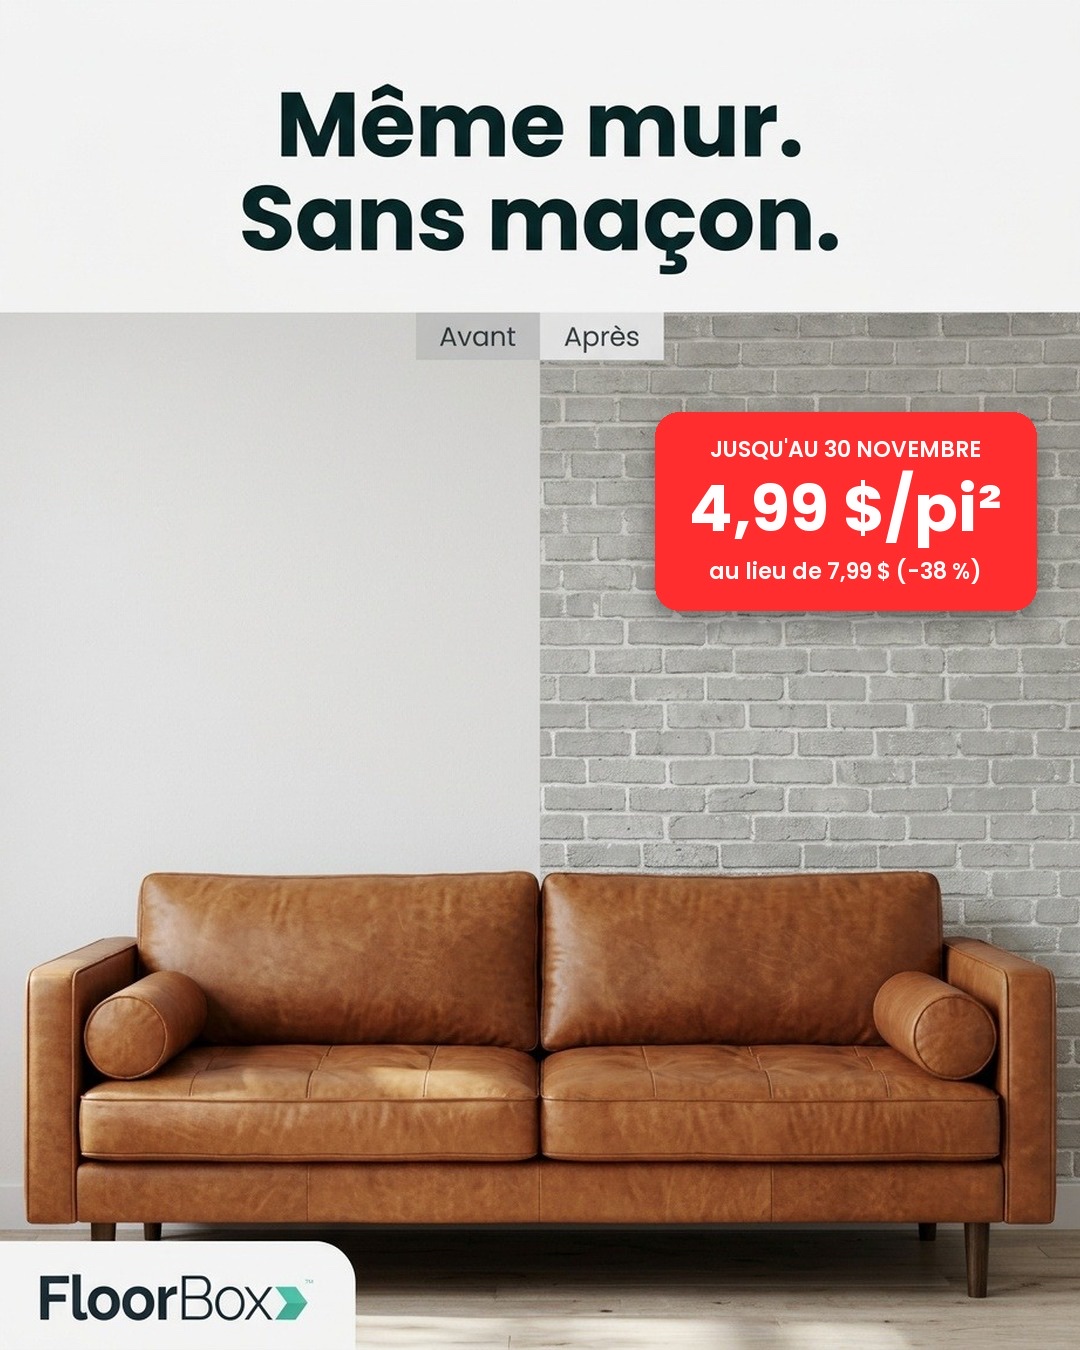 Même mur.
Sans maçon.
Avant Après
JUSQU'AU 30 NOVEMBRE
4,99 $/pi²
au lieu de 7,99 $ (-38 %)
FloorBox™